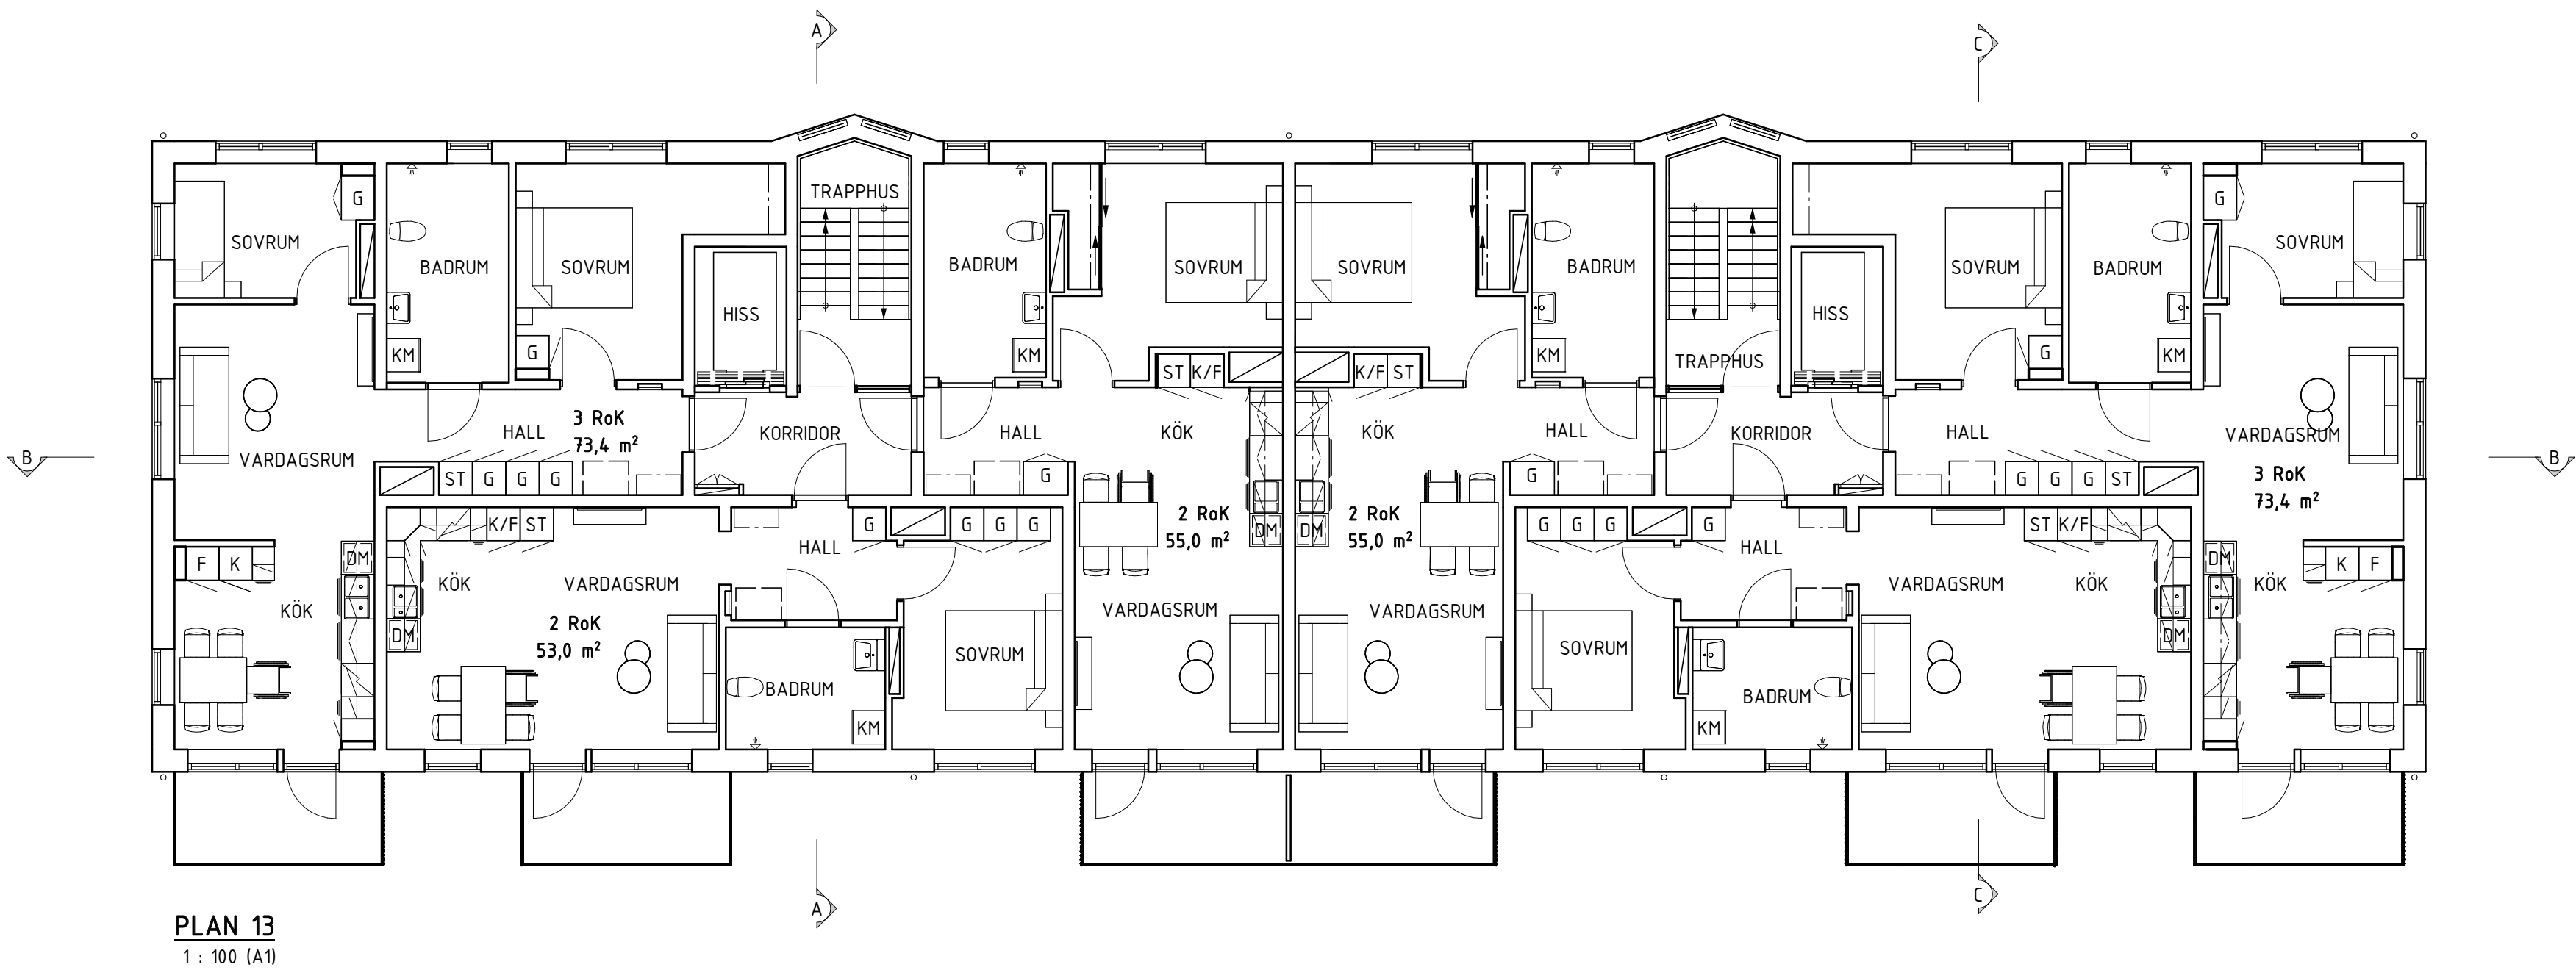 A
C
TRAPPHUS
G
G
SOVRUM
BADRUM
SOVRUM
BADRUM
SOVRUM
SOVRUM
BADRUM
SOVRUM
BADRUM
SOVRUM
HISS
HISS
KM
G
KM
ST K/F
K/F ST
KM
TRAPPHUS
G
KM
3 RoK
73,4 m²
HALL
KORRIDOR
HALL
KÖK
KÖK
HALL
KORRIDOR
HALL
VARDAGSRUM
B
VARDAGSRUM
B
ST G G G
G
G
G G G ST
3 RoK
73,4 m²
K/F ST
G
G G G
2 RoK
55,0 m²
DM
DM
2 RoK
55,0 m²
G G G
G
ST K/F
HALL
HALL
F K
DM
KÖK
VARDAGSRUM
VARDAGSRUM
KÖK
DM
KÖK
K F
KÖK
VARDAGSRUM
VARDAGSRUM
2 RoK
53,0 m²
DM
DM
SOVRUM
SOVRUM
BADRUM
BADRUM
KM
KM
A
C
PLAN 13
1 : 100 (A1)